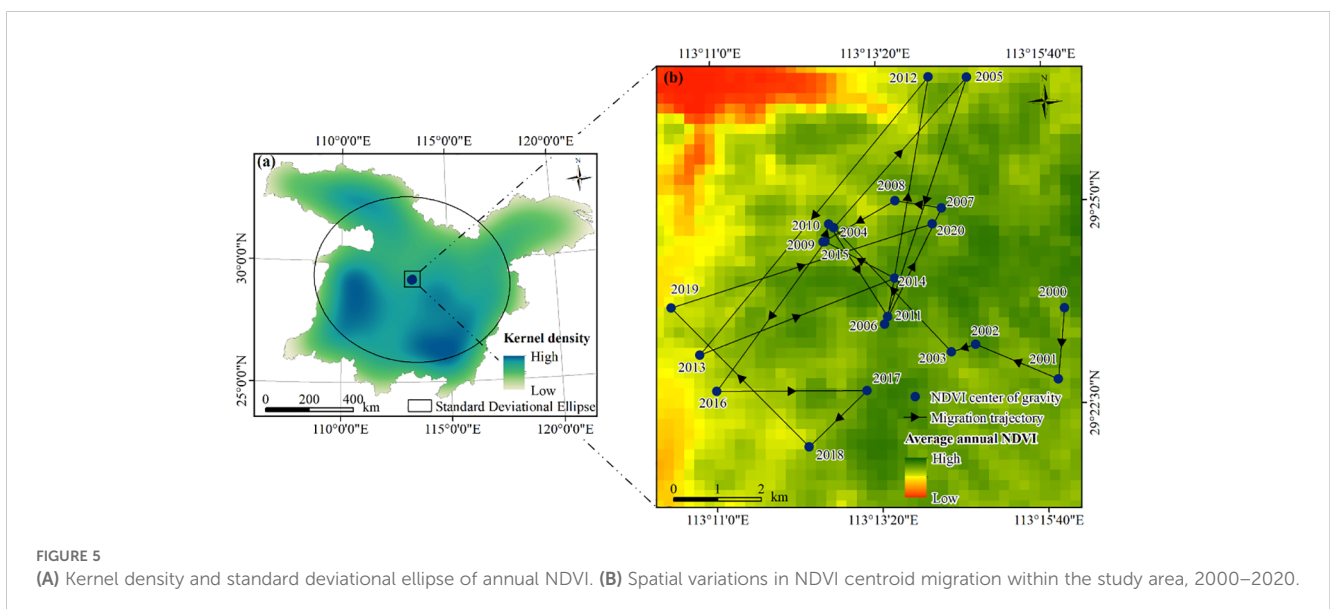 113°11'0"E 113°13'20"E 113°15'40"E
(b)
N
2012
2005
2008
2007
2010
2004
2020
2009
2015
2014
2019
2000
2011
2006
2002
2003
2001
2013
2016
2017
2018
29°25'0"N
29°22'30"N
NDVI center of gravity
Migration trajectory
Average annual NDVI
High
Low
0 1 2
km
113°11'0"E 113°13'20"E 113°15'40"E
110°0'0"E 115°0'0"E 120°0'0"E
(a)
N
30°0'0"N
25°0'0"N
Kernel density
High
Low
0 200 400
km
Standard Deviational Ellipse
110°0'0"E 115°0'0"E 120°0'0"E
FIGURE 5
(A) Kernel density and standard deviational ellipse of annual NDVI. (B) Spatial variations in NDVI centroid migration within the study area, 2000–2020.